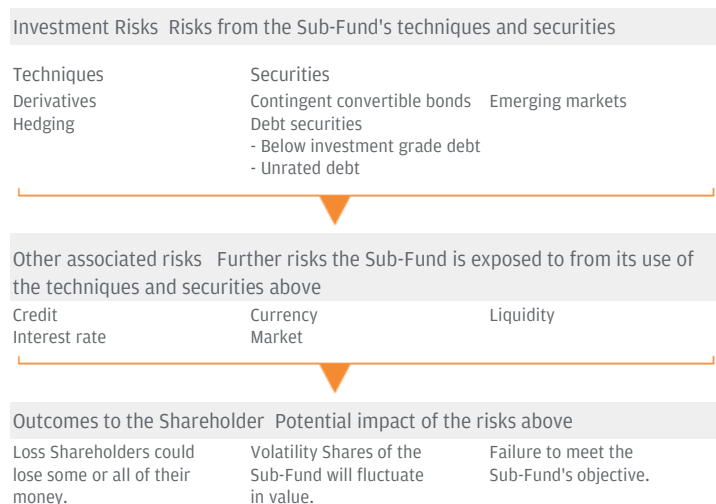 Investment Risks Risks from the Sub-Fund's techniques and securities
Techniques
Derivatives
Hedging
Securities
Contingent convertible bonds
Debt securities
- Below investment grade debt
- Unrated debt
Emerging markets
Other associated risks Further risks the Sub-Fund is exposed to from its use of
the techniques and securities above
Credit
Interest rate
Currency
Market
Liquidity
Outcomes to the Shareholder Potential impact of the risks above
Loss Shareholders could
lose some or all of their
money.
Volatility Shares of the
Sub-Fund will fluctuate
in value.
Failure to meet the
Sub-Fund's objective.